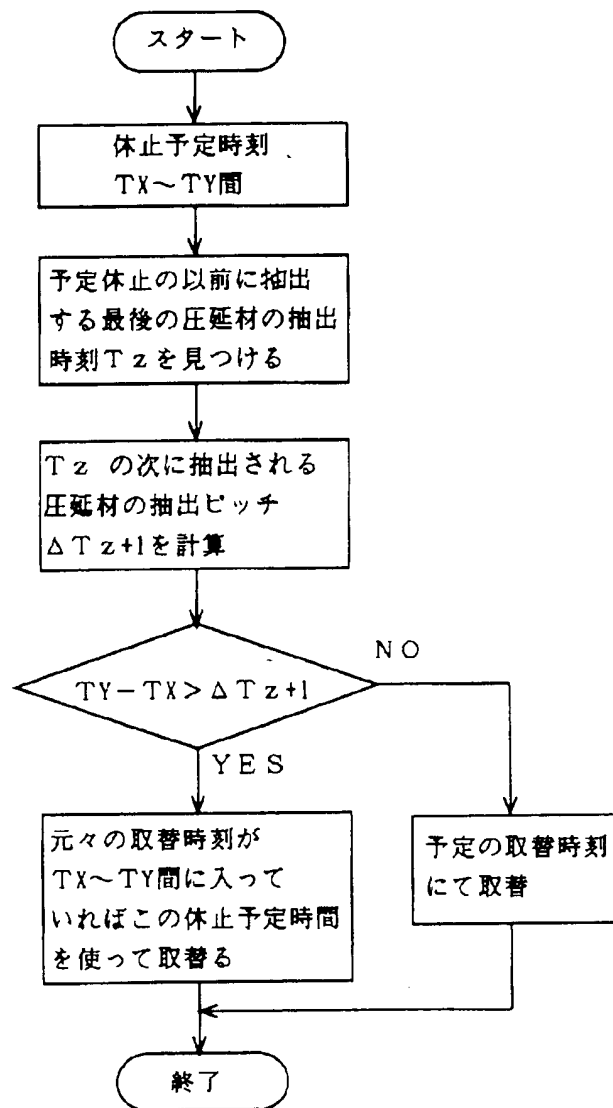 スタート
休止予定時刻
TX～TY間
予定休止の以前に抽出
する最後の圧延材の抽出
時刻Tzを見つける
Tz の次に抽出される
圧延材の抽出ピッチ
ΔTz+1を計算
TY－TX＞ΔTz+1
NO
YES
元々の取替時刻が
TX～TY間に入って
いればこの休止予定時間
を使って取替る
予定の取替時刻
にて取替
終了